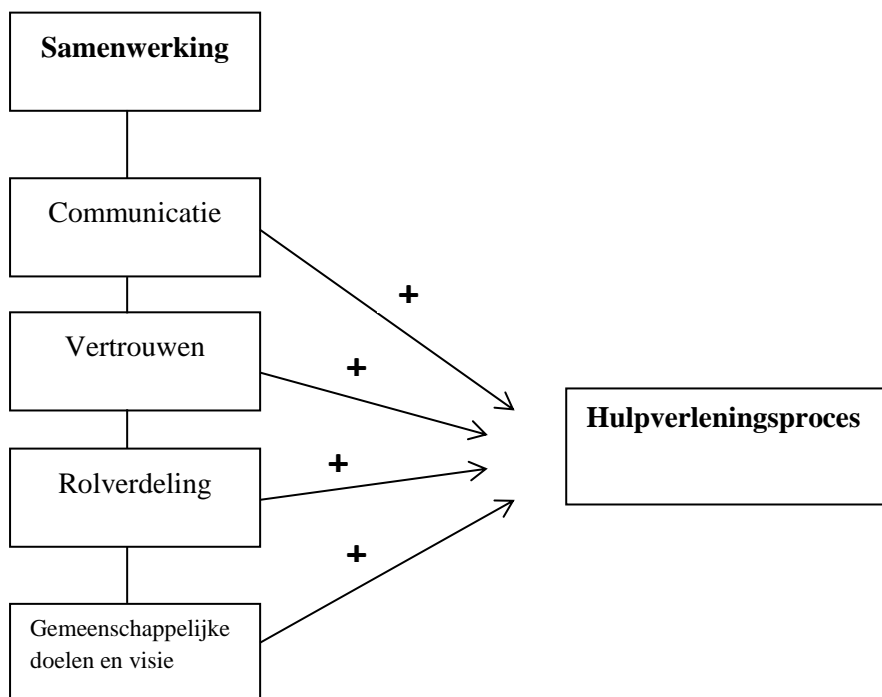 Samenwerking
Communicatie
+
Vertrouwen
+
Hulpverleningsproces
Rolverdeling
+
+
Gemeenschappelijke
doelen en visie